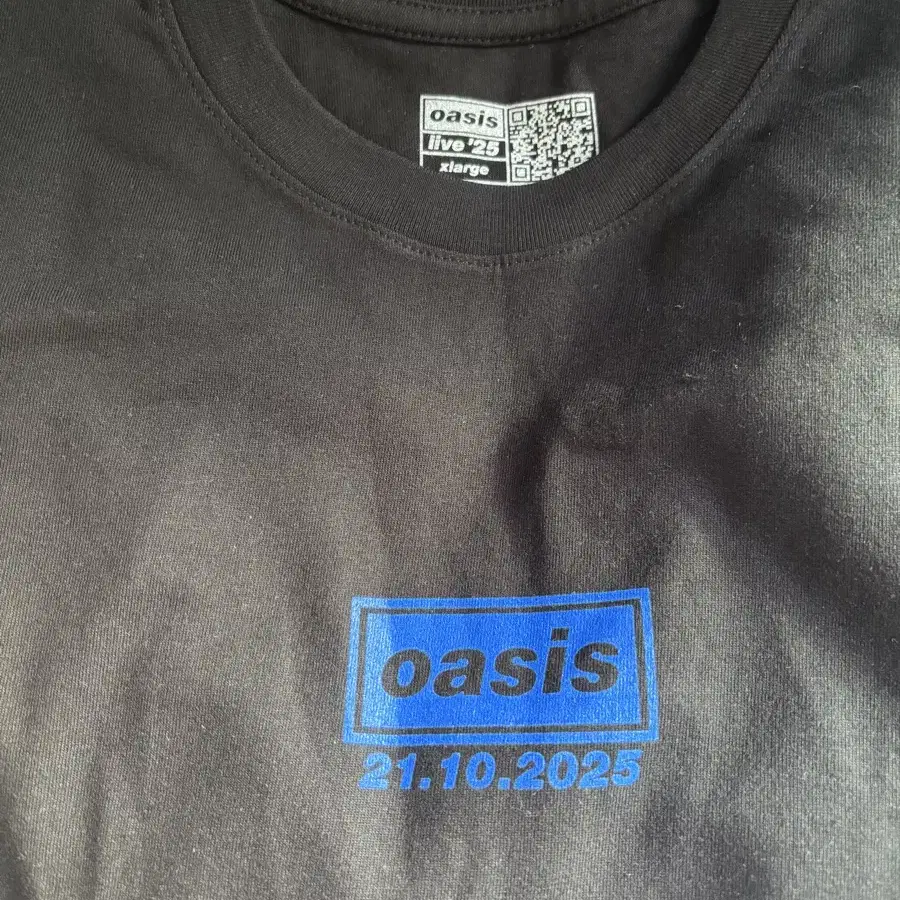 oasis
live '25
xlarge
oasis
21.10.2025